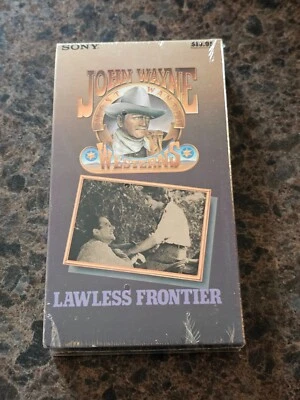 SONY
JOHN WAYNE
WESTERNS
LAWLESS FRONTIER